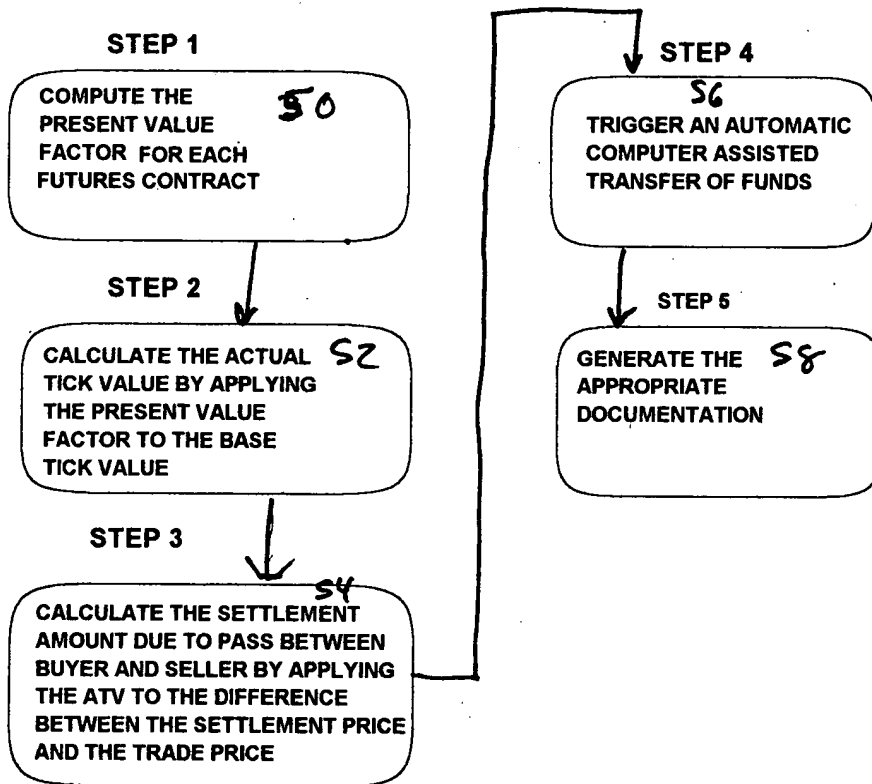 STEP 1
COMPUTE THE 50
PRESENT VALUE
FACTOR FOR EACH
FUTURES CONTRACT
STEP 2
CALCULATE THE ACTUAL 52
TICK VALUE BY APPLYING
THE PRESENT VALUE
FACTOR TO THE BASE
TICK VALUE
STEP 3
54
CALCULATE THE SETTLEMENT
AMOUNT DUE TO PASS BETWEEN
BUYER AND SELLER BY APPLYING
THE ATV TO THE DIFFERENCE
BETWEEN THE SETTLEMENT PRICE
AND THE TRADE PRICE
STEP 4
56
TRIGGER AN AUTOMATIC
COMPUTER ASSISTED
TRANSFER OF FUNDS
STEP 5
GENERATE THE 58
APPROPRIATE
DOCUMENTATION